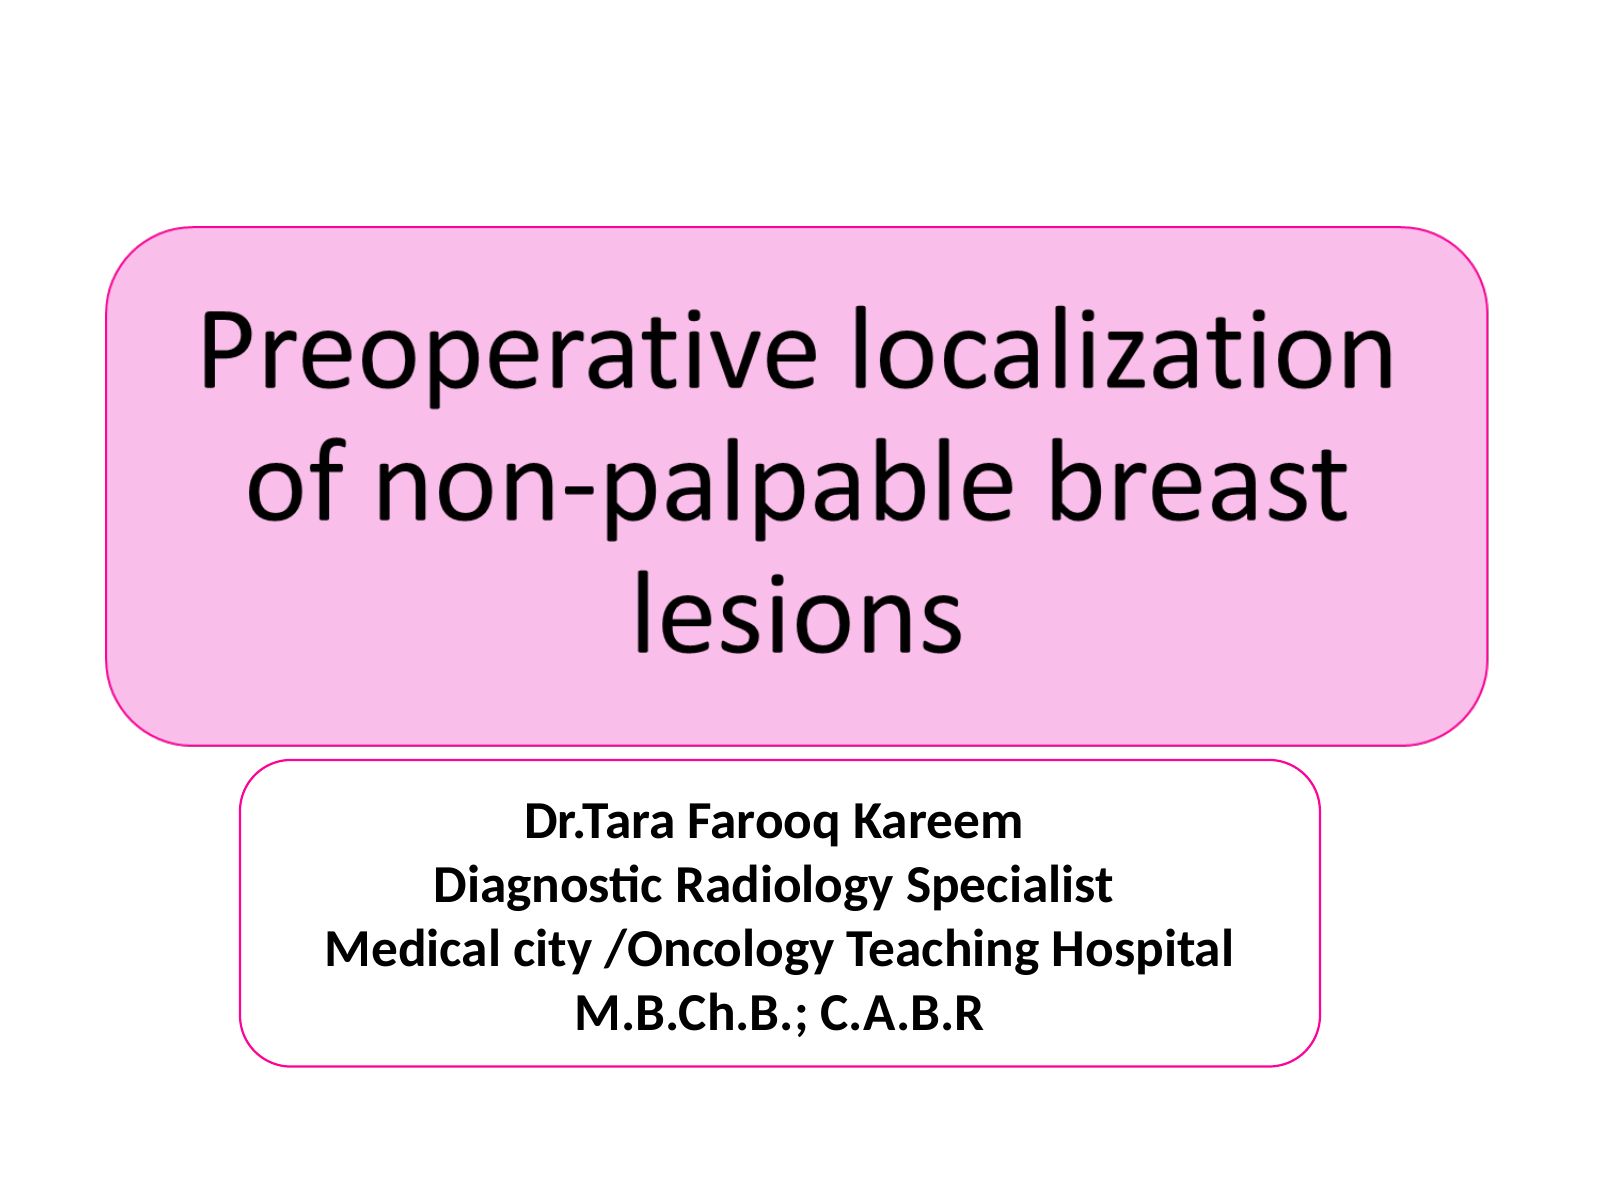 Preoperative localization
of non-palpable breast
lesions
Dr.Tara Farooq Kareem
Diagnostic Radiology Specialist
Medical city /Oncology Teaching Hospital
M.B.Ch.B.; C.A.B.R